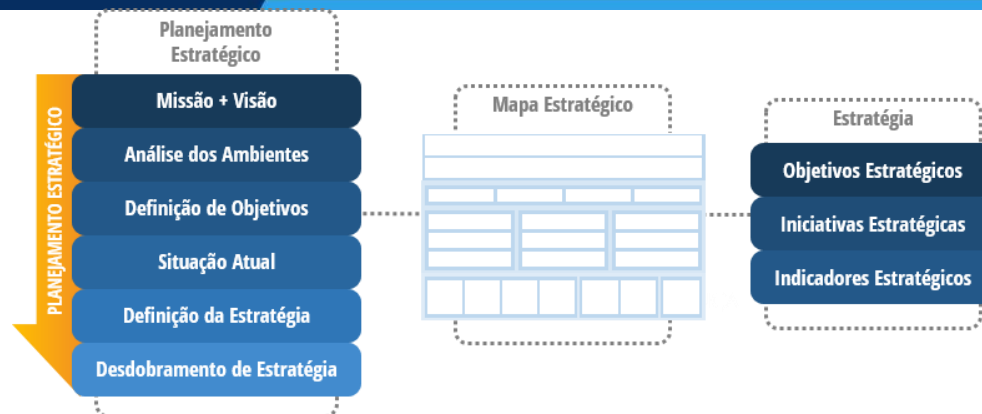 Planejamento
Estratégico
PLANEJAMENTO ESTRATÉGICO
Missão + Visão
Análise dos Ambientes
Definição de Objetivos
Situação Atual
Definição da Estratégia
Desdobramento de Estratégia
Mapa Estratégico
Estratégia
Objetivos Estratégicos
Iniciativas Estratégicas
Indicadores Estratégicos